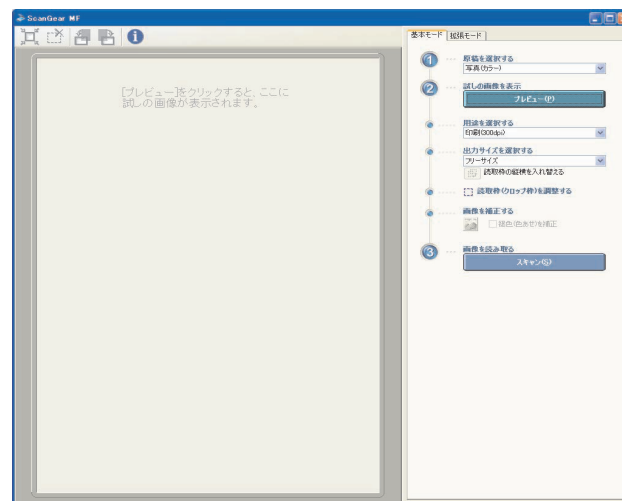 ScanGear MF
[プレビュー]をクリックすると、ここに
試しの画像が表示されます。
基本モード
拡張モード
1
原稿を選択する
写真(カラー)
2
試しの画像を表示
プレビュー(P)
用途を選択する
印刷(300dpi)
出力サイズを選択する
フリーサイズ
読取枠の縦横を入れ替える
読取枠(クロップ枠)を調整する
画像を補正する
褪色(色あせ)を補正
3
画像を読み取る
スキャン(S)